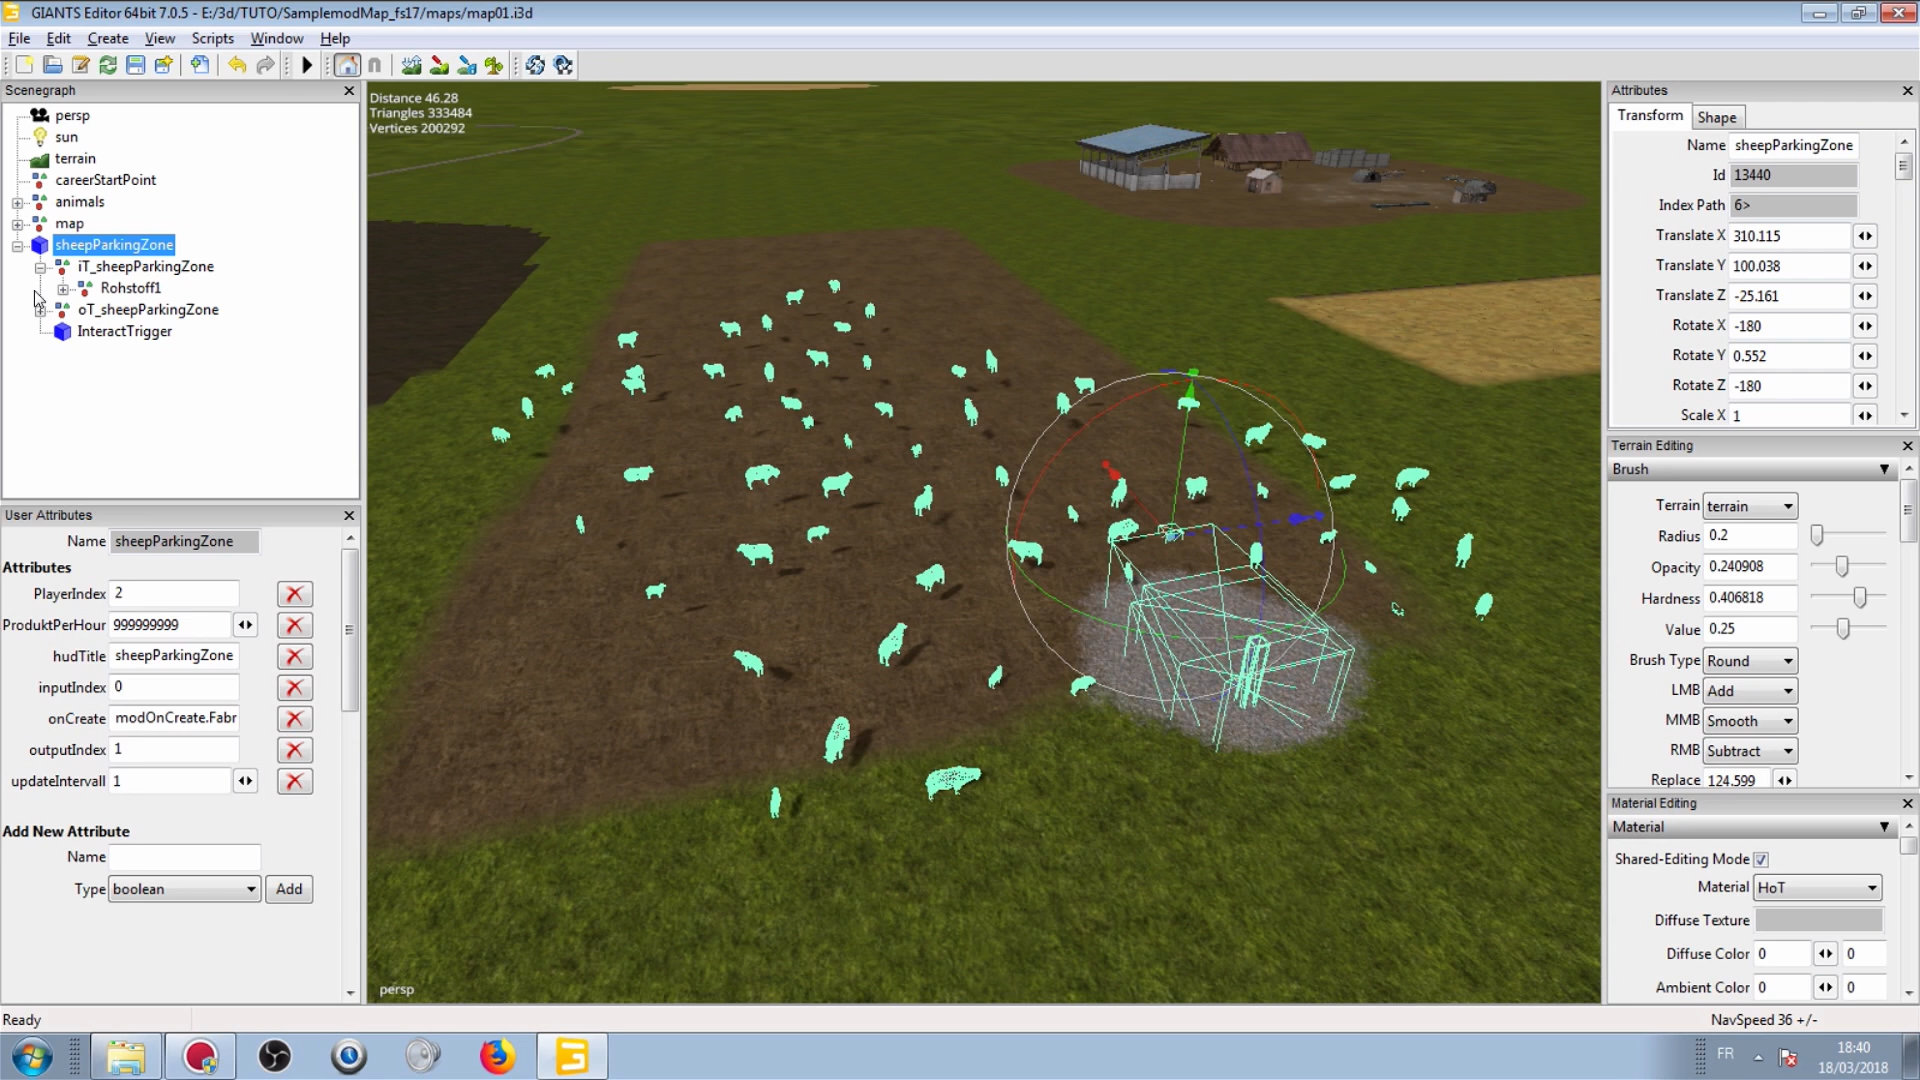 GIANTS Editor 64bit 7.0.5 - E:/3d/TUTO/SamplemodMap_fs17/maps/map01.i3d
File Edit Create View Scripts Window Help
Scenegraph
persp
sun
terrain
careerStartPoint
animals
map
sheepParkingZone
iT_sheepParkingZone
Rohstoff1
oT_sheepParkingZone
InteractTrigger
User Attributes
Name sheepParkingZone
Attributes
PlayerIndex 2
ProduktPerHour 999999999
hudTitle sheepParkingZone
inputIndex 0
onCreate modOnCreate.Fabr
outputIndex 1
updateIntervall 1
Add New Attribute
Name
Type boolean Add
Distance 46.28
Triangles 333484
Vertices 200292
persp
Attributes
Transform Shape
Name sheepParkingZone
Id 13440
Index Path 6>
Translate X 310.115
Translate Y 100.038
Translate Z -25.161
Rotate X -180
Rotate Y 0.552
Rotate Z -180
Scale X 1
Terrain Editing
Brush
Terrain terrain
Radius 0.2
Opacity 0.240908
Hardness 0.406818
Value 0.25
Brush Type Round
LMB Add
MMB Smooth
RMB Subtract
Replace 124.599
Material Editing
Material
Shared-Editing Mode
Material HoT
Diffuse Texture
Diffuse Color 0 0
Ambient Color 0 0
Ready
NavSpeed 36 +/-
FR
18:40
18/03/2018